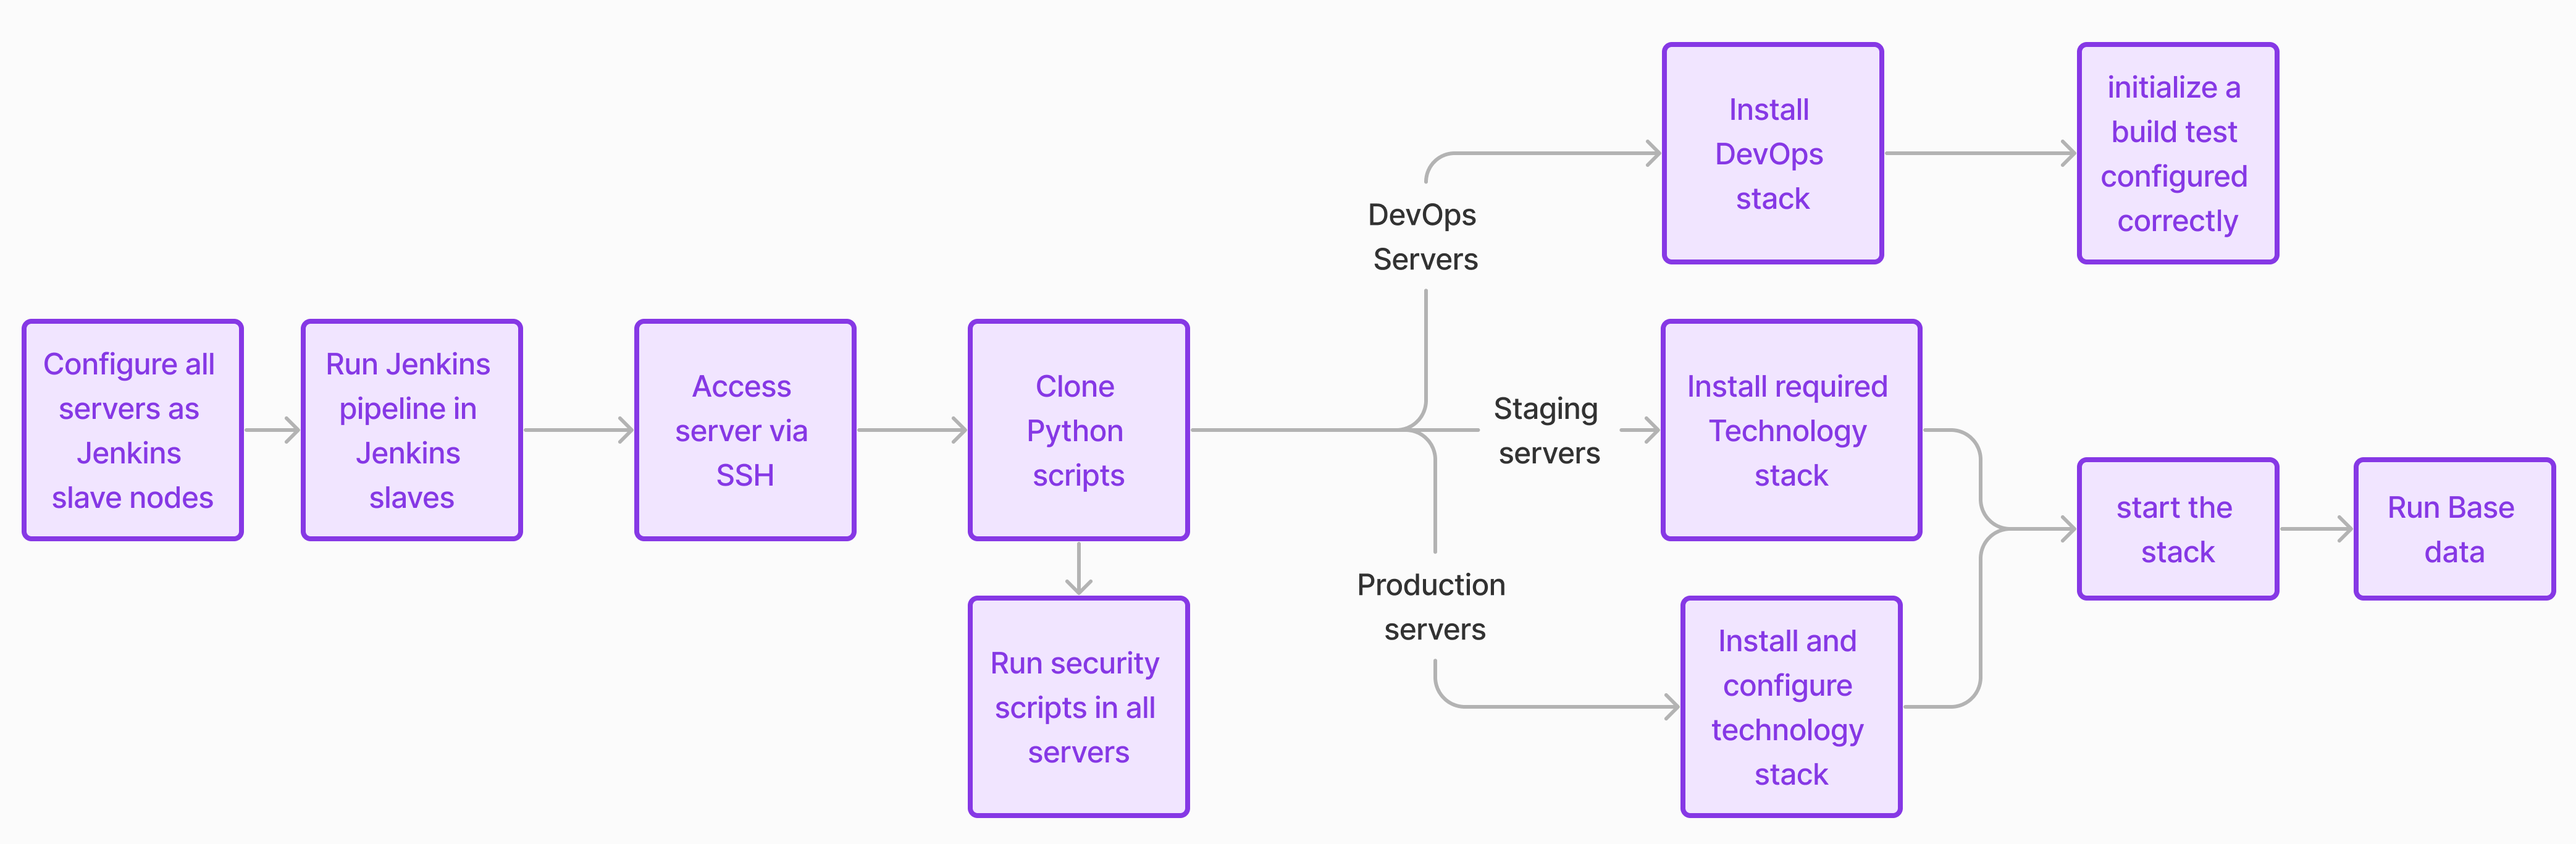 Configure all
servers as
Jenkins
slave nodes
Run Jenkins
pipeline in
Jenkins
slaves
Access
server via
SSH
Clone
Python
scripts
Run security
scripts in all
servers
DevOps
Servers
Staging
servers
Production
servers
Install
DevOps
stack
initialize a
build test
configured
correctly
Install required
Technology
stack
Install and
configure
technology
stack
start the
stack
Run Base
data